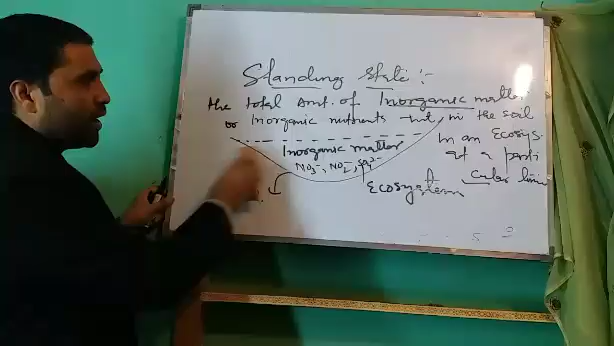 Standing State :-
the total Amt. of Inorganic matter
or Inorganic nutrients in the soil
In an Ecosys.
Inorganic matter
at a parti
NO3-, NO2-,
Ecosystem